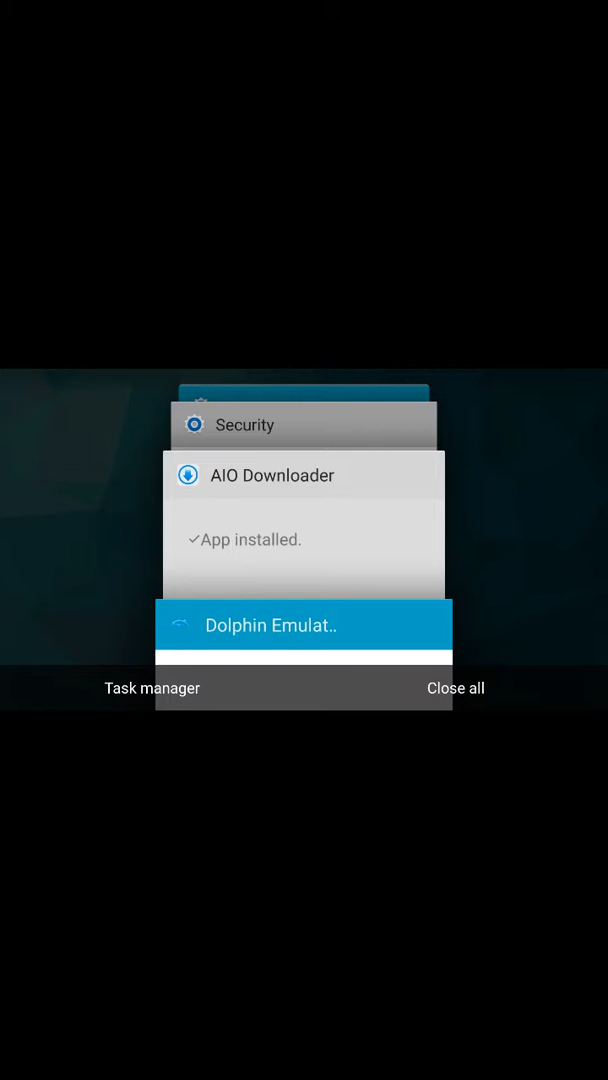 Security
AIO Downloader
✓App installed.
Dolphin Emulat..
Task manager
Close all